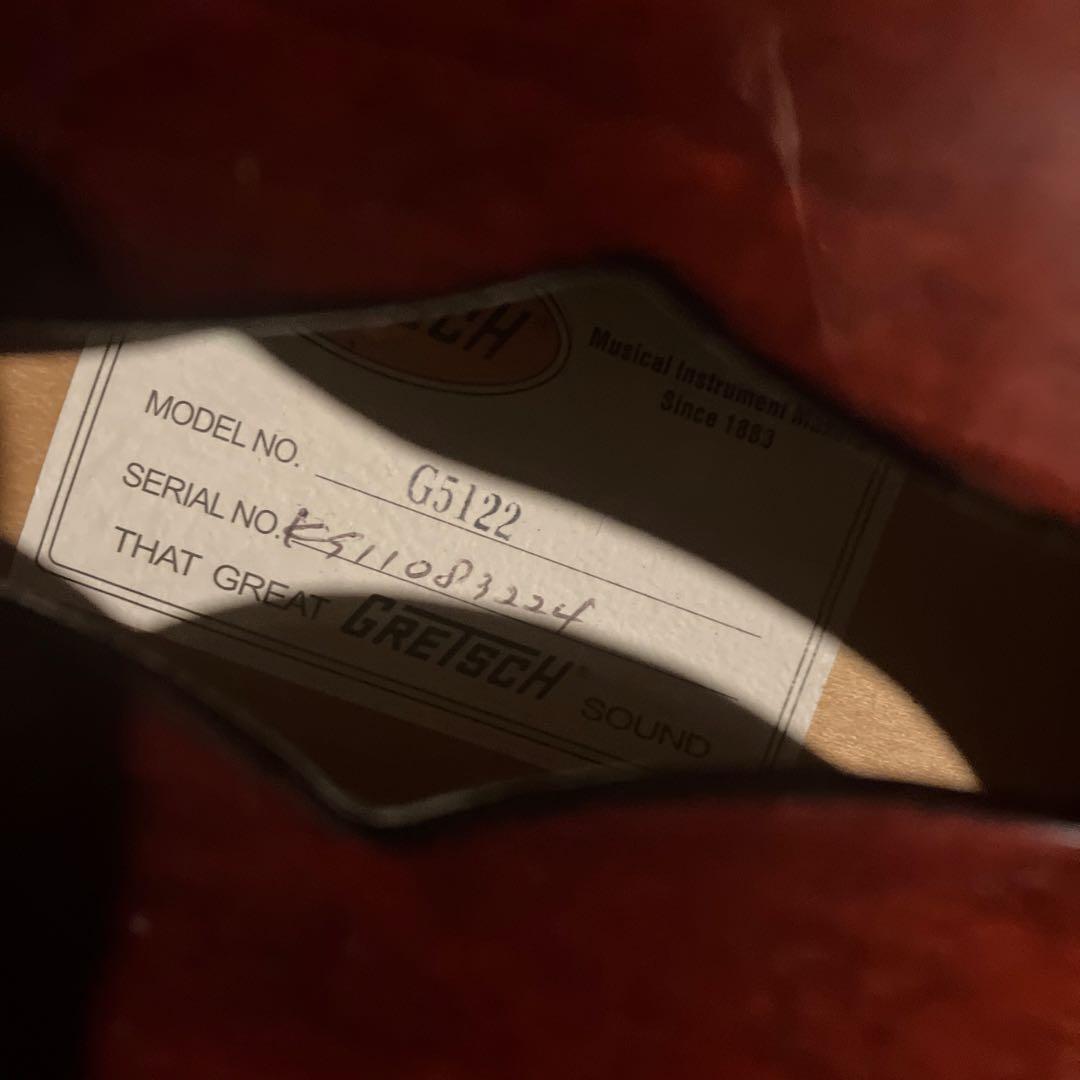 Musical Instrument
Since 1883
MODEL NO. G5122
SERIAL NO. KS11083224
THAT GREAT GRETSCH® SOUND